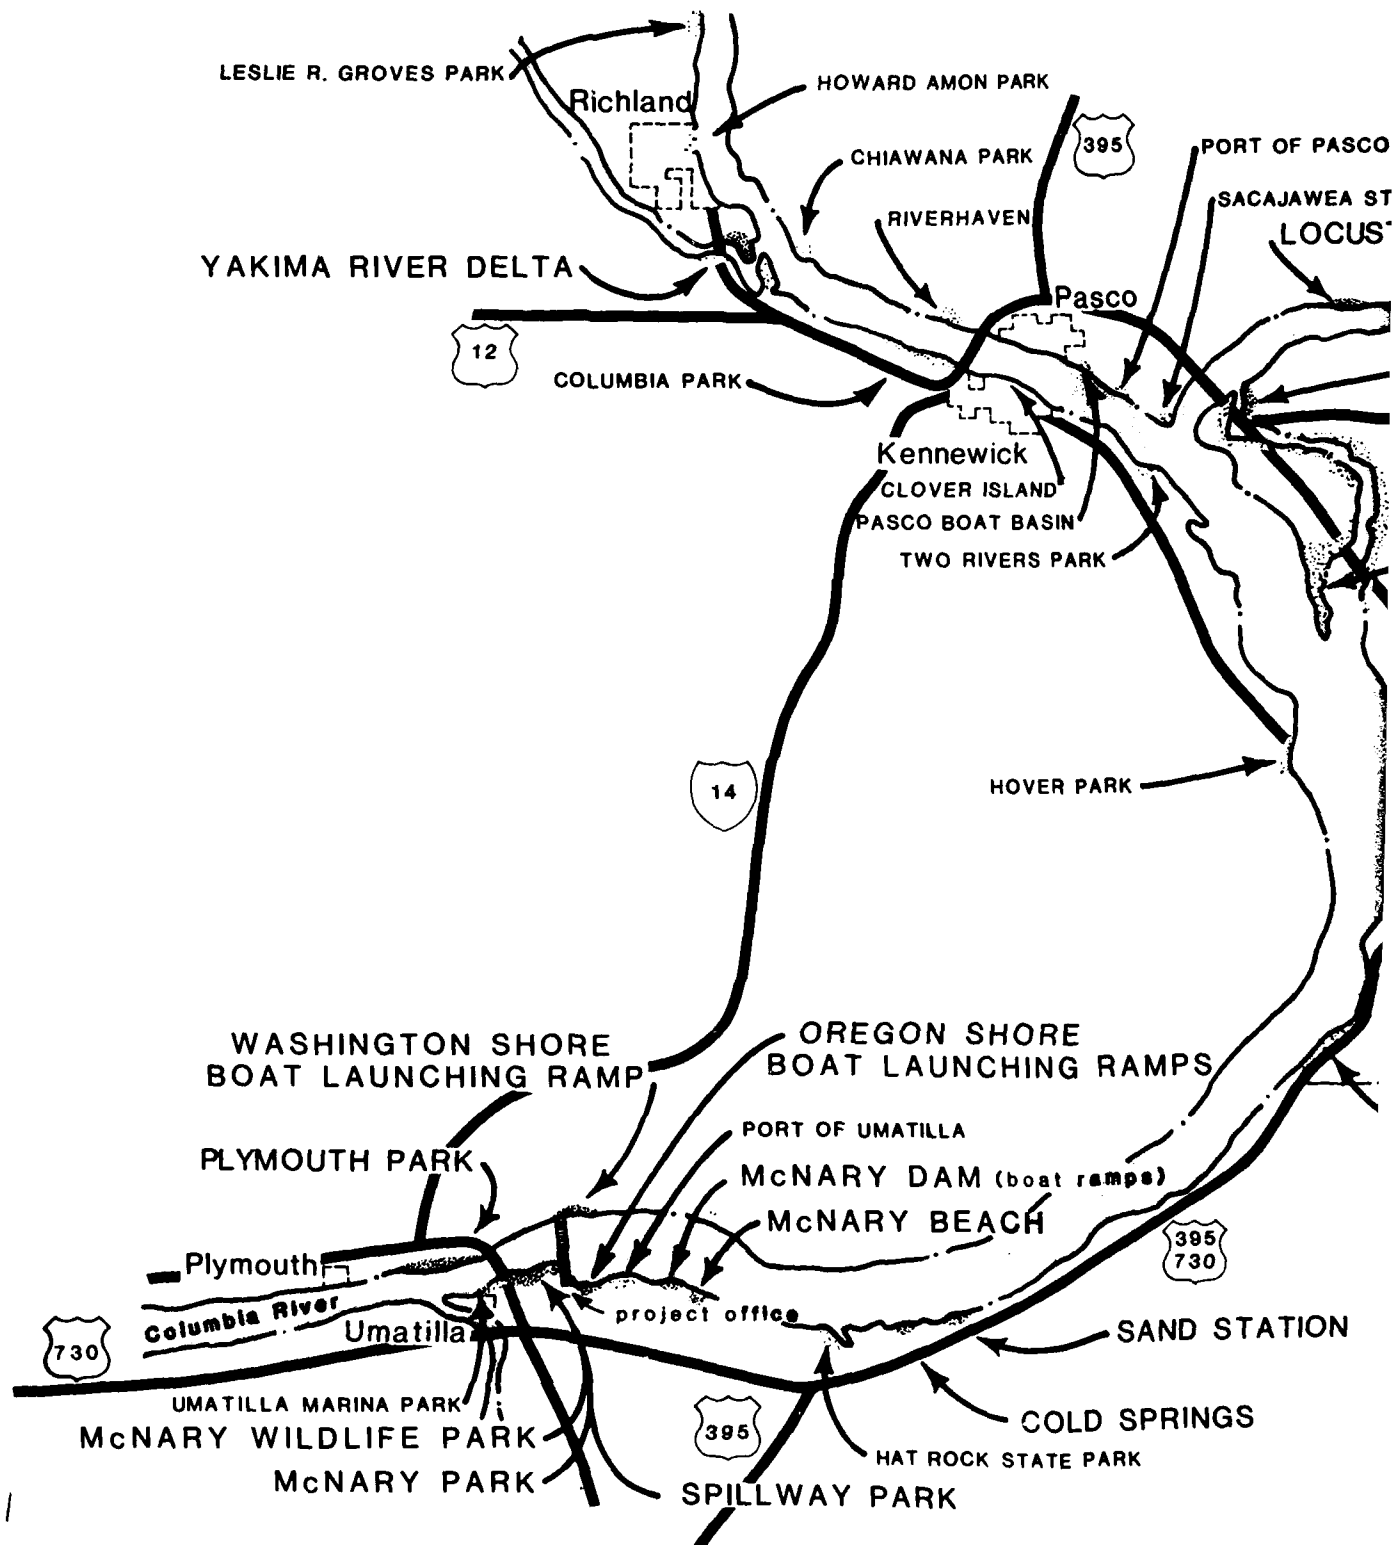 LESLIE R. GROVES PARK
HOWARD AMON PARK
Richland
395
PORT OF PASCO
CHIAWANA PARK
SACAJAWEA ST
RIVERHAVEN
LOCUST
YAKIMA RIVER DELTA
Pasco
12
COLUMBIA PARK
Kennewick
CLOVER ISLAND
PASCO BOAT BASIN
TWO RIVERS PARK
14
HOVER PARK
WASHINGTON SHORE
BOAT LAUNCHING RAMP
OREGON SHORE
BOAT LAUNCHING RAMPS
PORT OF UMATILLA
PLYMOUTH PARK
McNARY DAM (boat ramps)
McNARY BEACH
395
730
Plymouth
Columbia River
project office
Umatilla
730
SAND STATION
UMATILLA MARINA PARK
McNARY WILDLIFE PARK
395
COLD SPRINGS
HAT ROCK STATE PARK
McNARY PARK
SPILLWAY PARK